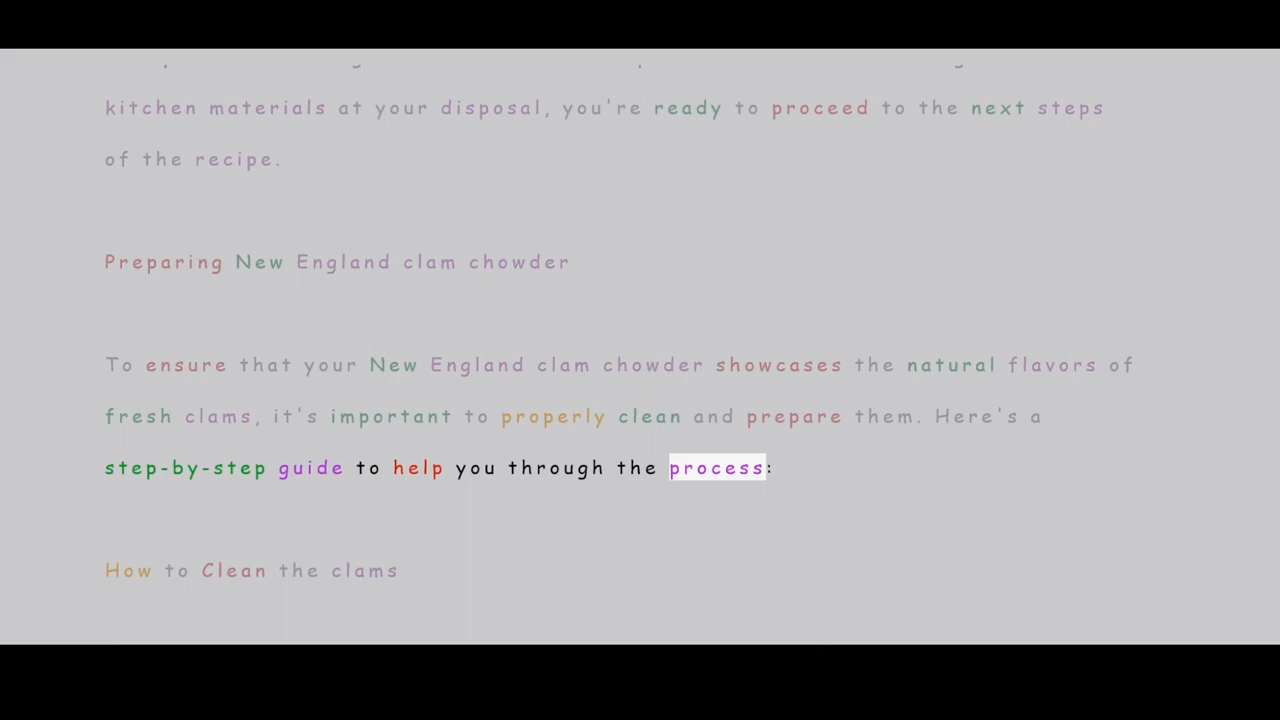 kitchen materials at your disposal, you're ready to proceed to the next steps
of the recipe.
Preparing New England clam chowder
To ensure that your New England clam chowder showcases the natural flavors of
fresh clams, it's important to properly clean and prepare them. Here's a
step-by-step guide to help you through the process:
How to Clean the clams